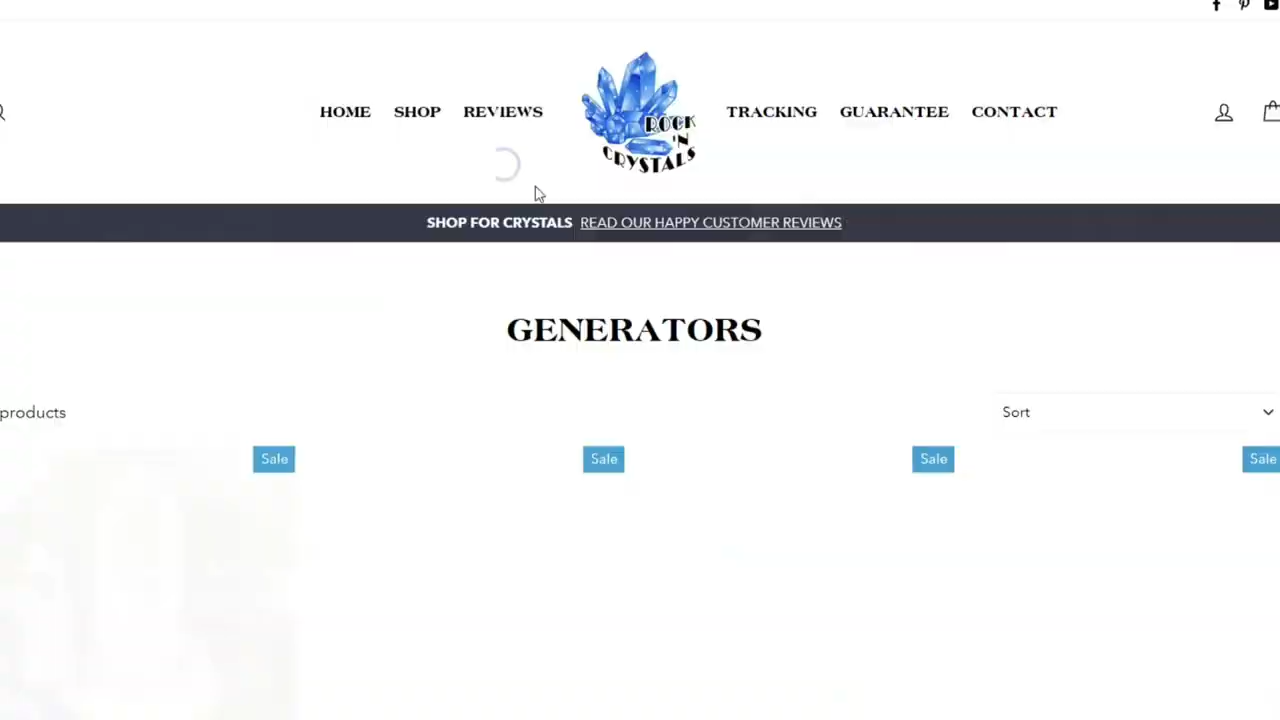 HOME SHOP REVIEWS
ROCK
'N
CRYSTALS
TRACKING GUARANTEE CONTACT
SHOP FOR CRYSTALS READ OUR HAPPY CUSTOMER REVIEWS
GENERATORS
products
Sort
Sale Sale Sale Sale